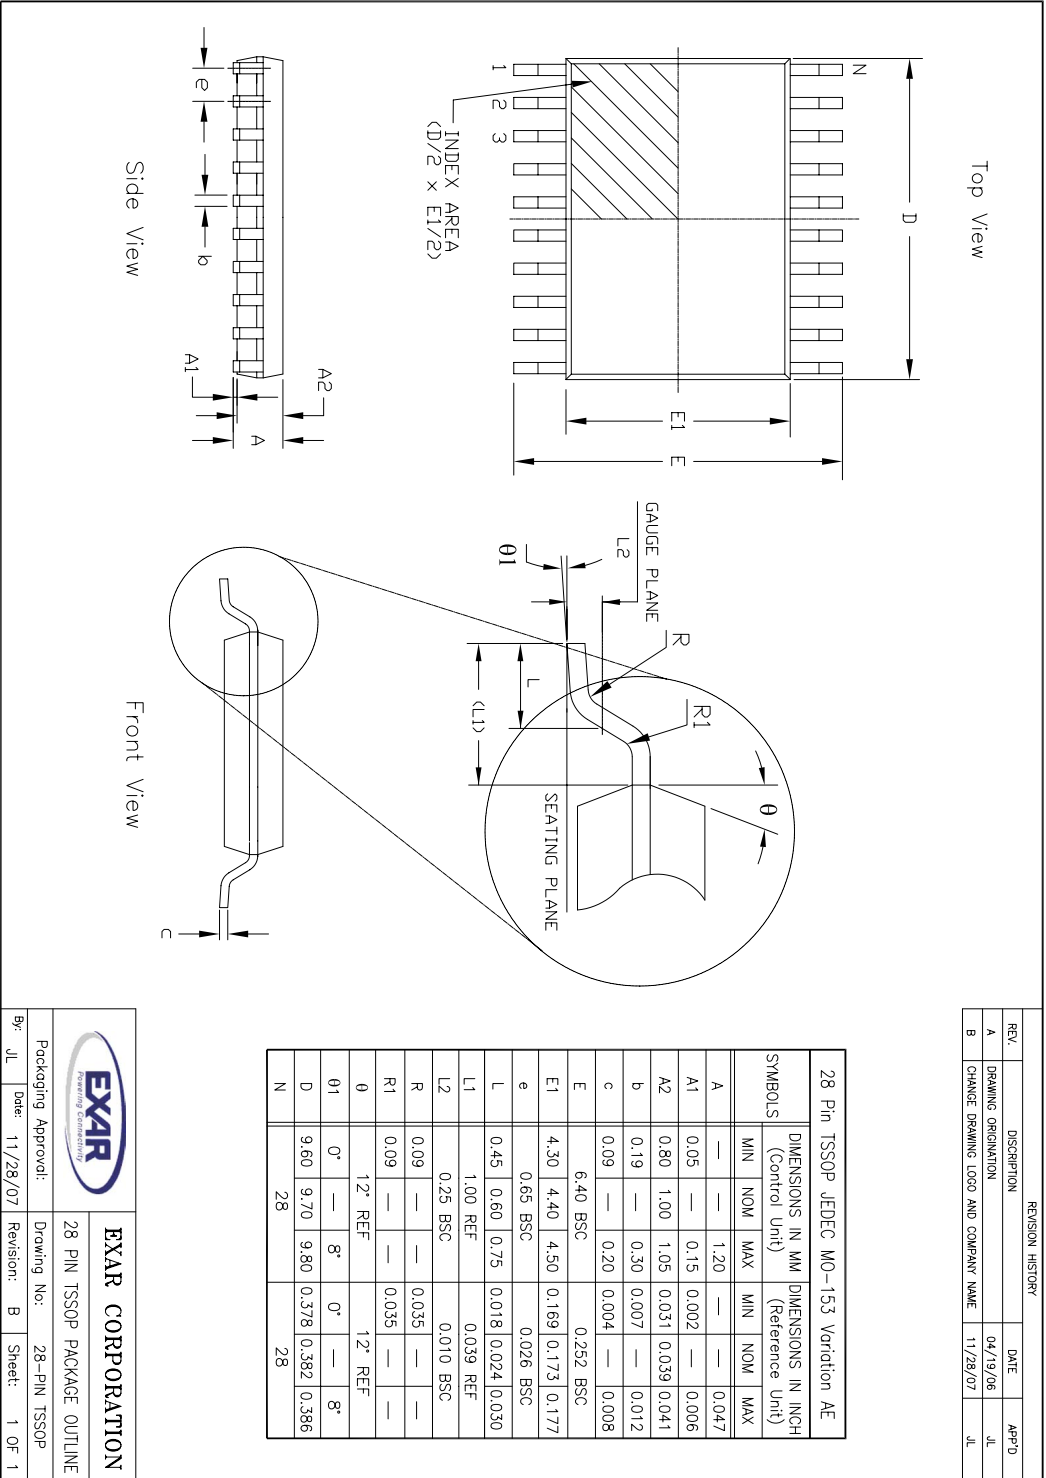 REVISION HISTORY
REV. DISCRIPTION DATE APP'D
A DRAWING ORIGINATION 04/19/06 JL
B CHANGE DRAWING LOGO AND COMPANY NAME 11/28/07 JL
Top View
D
N
1
2
3
INDEX AREA
(D/2 x E1/2)
E1
E
Side View
e
b
A1
A2
A
GAUGE PLANE
L2
θ1
R
R1
L
(L1)
θ
SEATING PLANE
Front View
c
28 Pin TSSOP JEDEC MO-153 Variation AE
SYMBOLS DIMENSIONS IN MM (Control Unit) DIMENSIONS IN INCH (Reference Unit)
MIN NOM MAX MIN NOM MAX
A — — 1.20 — — 0.047
A1 0.05 — 0.15 0.002 — 0.006
A2 0.80 1.00 1.05 0.031 0.039 0.041
b 0.19 — 0.30 0.007 — 0.012
c 0.09 — 0.20 0.004 — 0.008
E 6.40 BSC 0.252 BSC
E1 4.30 4.40 4.50 0.169 0.173 0.177
e 0.65 BSC 0.026 BSC
L 0.45 0.60 0.75 0.018 0.024 0.030
L1 1.00 REF 0.039 REF
L2 0.25 BSC 0.010 BSC
R 0.09 — — 0.035 — —
R1 0.09 — — 0.035 — —
θ 12° REF 12° REF
θ1 0° — 8° 0° — 8°
D 9.60 9.70 9.80 0.378 0.382 0.386
N 28 28
EXAR
Powering Connectivity
EXAR CORPORATION
28 PIN TSSOP PACKAGE OUTLINE
Packaging Approval:
Drawing No: 28-PIN TSSOP
By: JL Date: 11/28/07 Revision: B Sheet: 1 OF 1